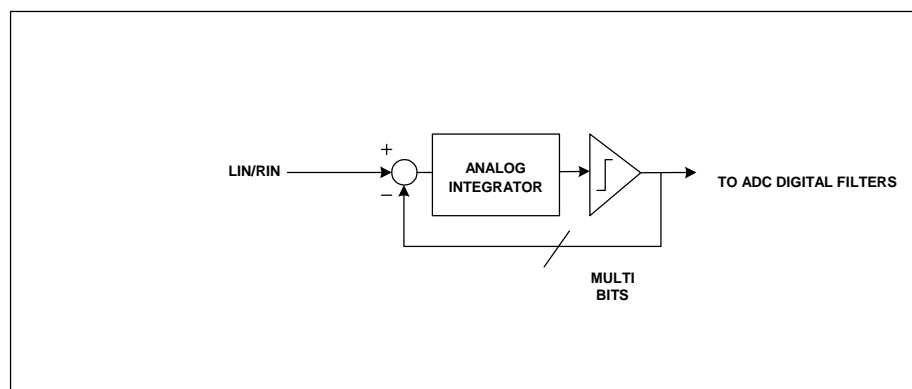 +
LIN/RIN
−
ANALOG
INTEGRATOR
TO ADC DIGITAL FILTERS
MULTI
BITS